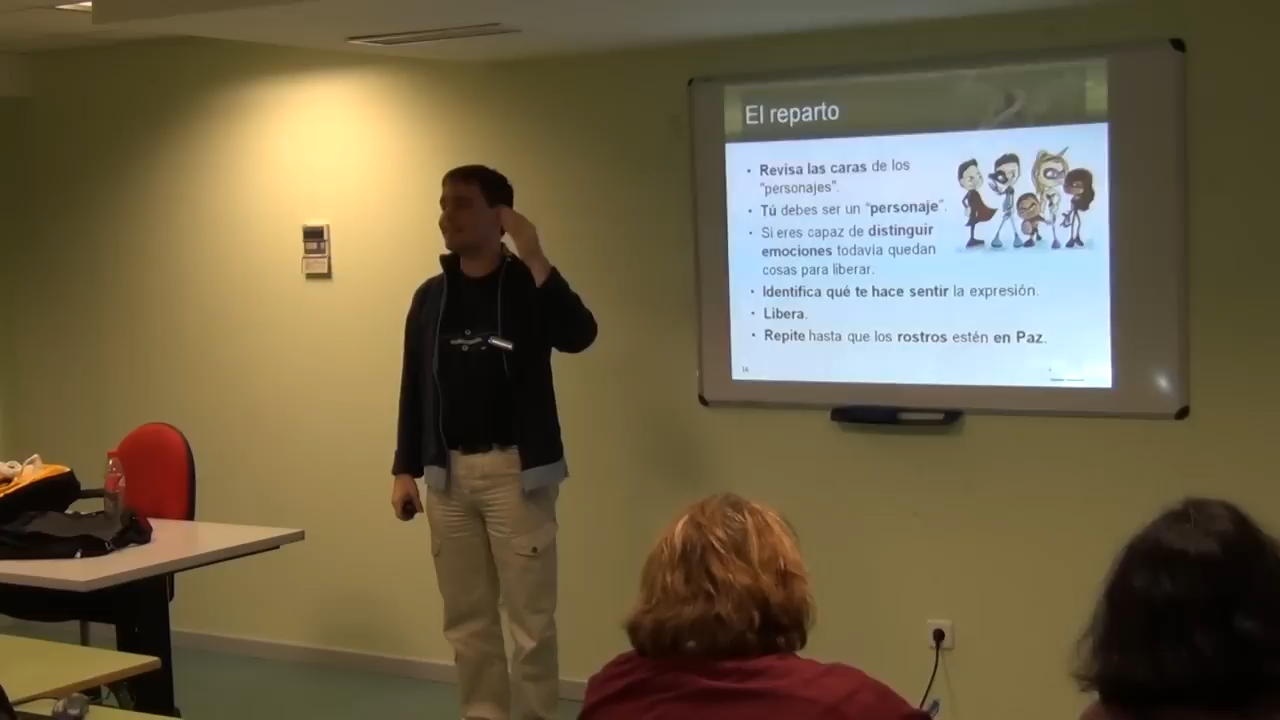 El reparto
• Revisa las caras de los
"personajes".
• Tú debes ser un "personaje".
• Si eres capaz de distinguir
emociones todavía quedan
cosas para liberar.
• Identifica qué te hace sentir la expresión.
• Libera.
• Repite hasta que los rostros estén en Paz.